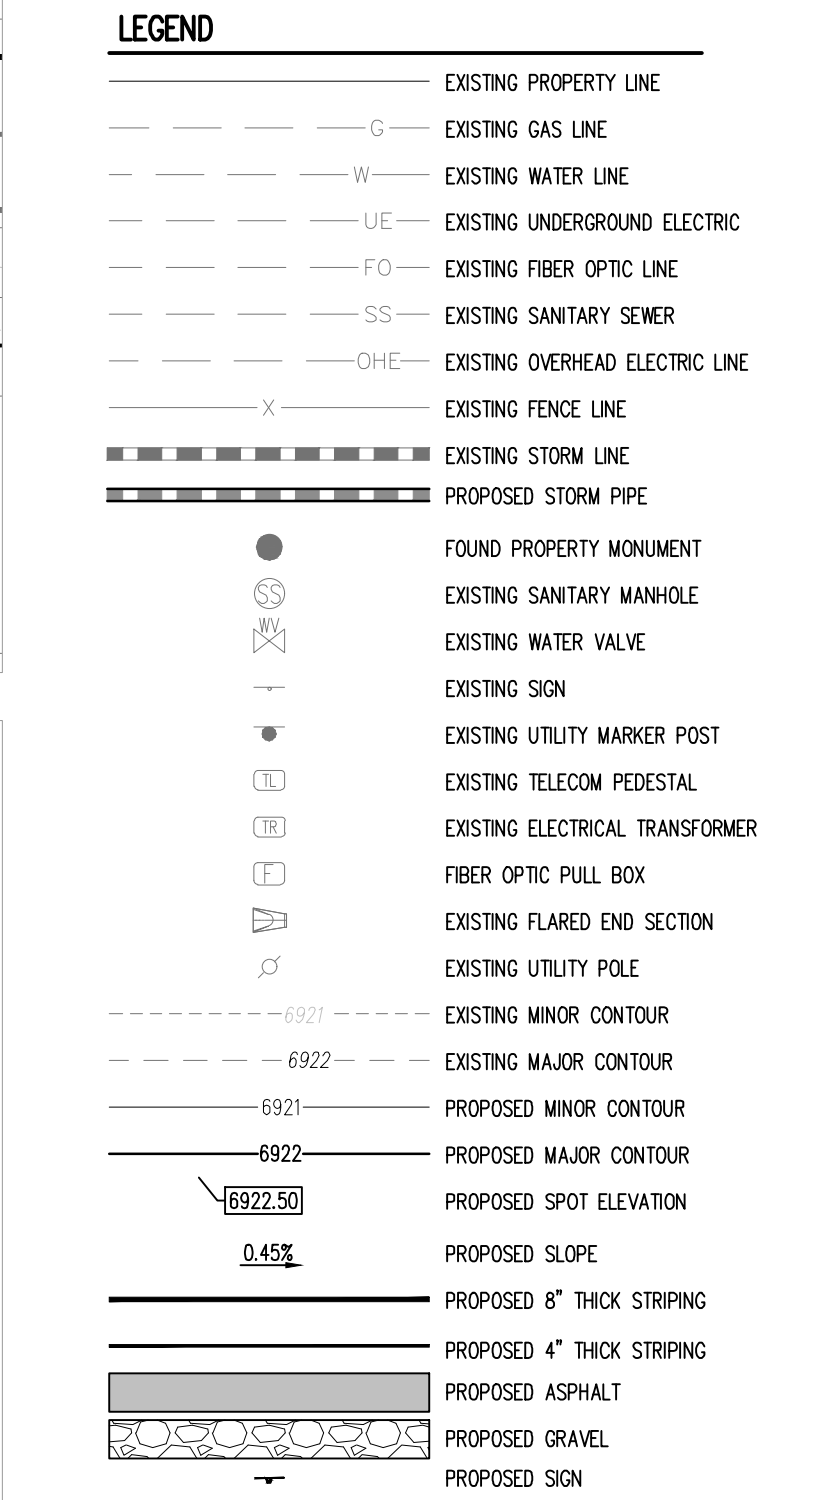 LEGEND
EXISTING PROPERTY LINE
G EXISTING GAS LINE
W EXISTING WATER LINE
UE EXISTING UNDERGROUND ELECTRIC
FO EXISTING FIBER OPTIC LINE
SS EXISTING SANITARY SEWER
OHE EXISTING OVERHEAD ELECTRIC LINE
X EXISTING FENCE LINE
EXISTING STORM LINE
PROPOSED STORM PIPE
FOUND PROPERTY MONUMENT
SS EXISTING SANITARY MANHOLE
WV EXISTING WATER VALVE
EXISTING SIGN
EXISTING UTILITY MARKER POST
TL EXISTING TELECOM PEDESTAL
TR EXISTING ELECTRICAL TRANSFORMER
F FIBER OPTIC PULL BOX
EXISTING FLARED END SECTION
EXISTING UTILITY POLE
6921 EXISTING MINOR CONTOUR
6922 EXISTING MAJOR CONTOUR
6921 PROPOSED MINOR CONTOUR
6922 PROPOSED MAJOR CONTOUR
6922.50 PROPOSED SPOT ELEVATION
0.45% PROPOSED SLOPE
PROPOSED 8" THICK STRIPING
PROPOSED 4" THICK STRIPING
PROPOSED ASPHALT
PROPOSED GRAVEL
PROPOSED SIGN